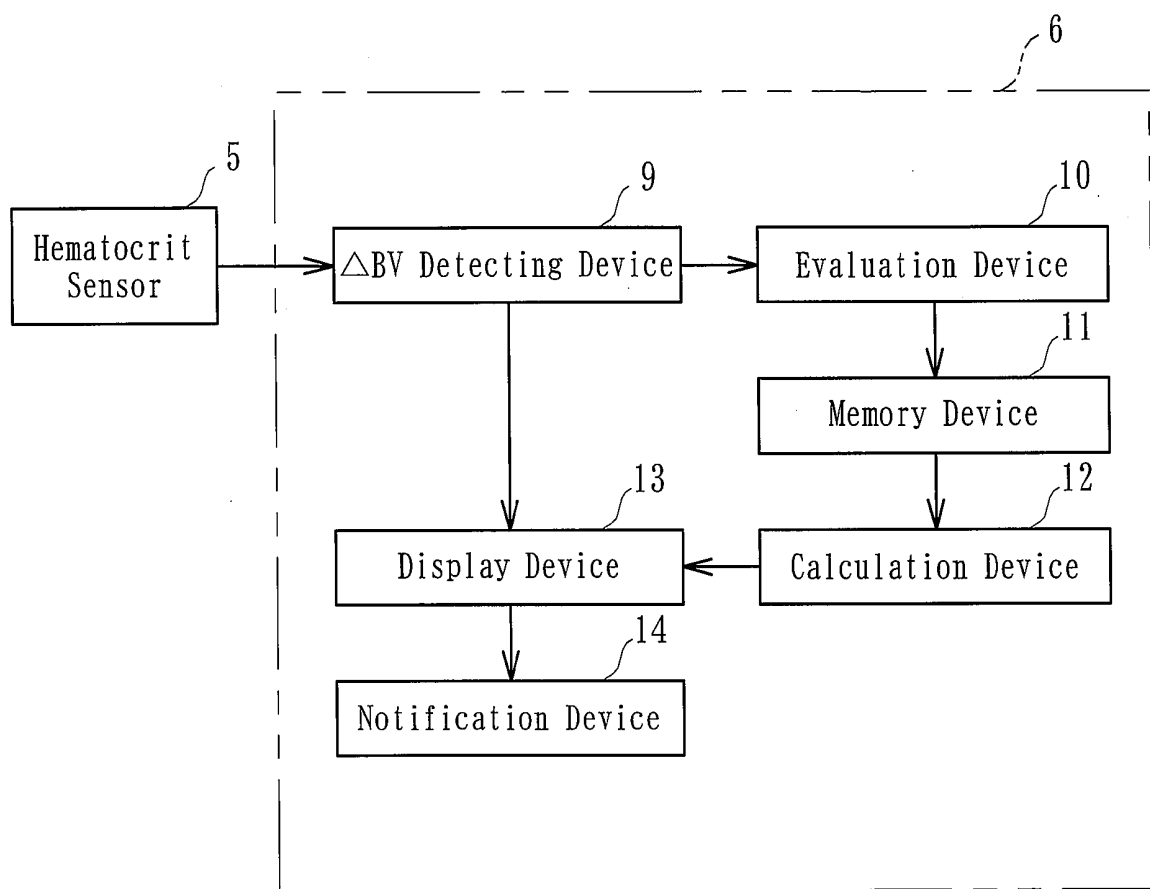 6
5
9
10
Hematocrit
Sensor
△BV Detecting Device
Evaluation Device
11
Memory Device
13
12
Display Device
Calculation Device
14
Notification Device